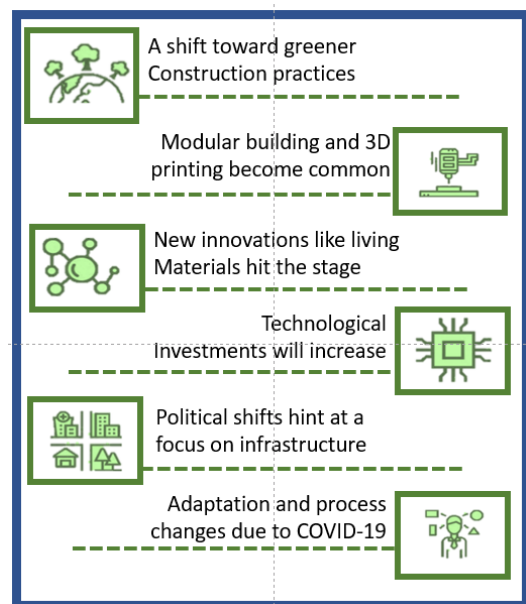 A shift toward greener
Construction practices
Modular building and 3D
printing become common
New innovations like living
Materials hit the stage
Technological
Investments will increase
Political shifts hint at a
focus on infrastructure
Adaptation and process
changes due to COVID-19